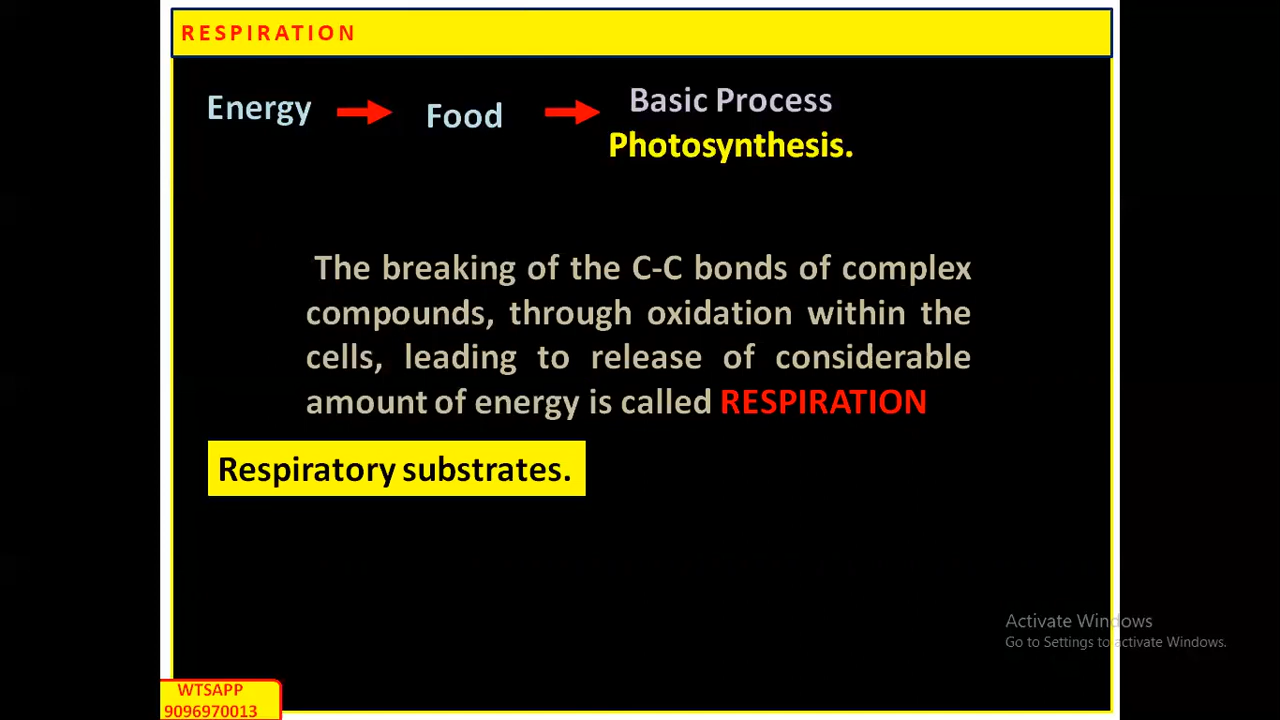 RESPIRATION
Energy
Food
Basic Process
Photosynthesis.
The breaking of the C-C bonds of complex
compounds, through oxidation within the
cells, leading to release of considerable
amount of energy is called RESPIRATION
Respiratory substrates.
Activate Windows
Go to Settings to activate Windows.
WTSAPP
9096970013